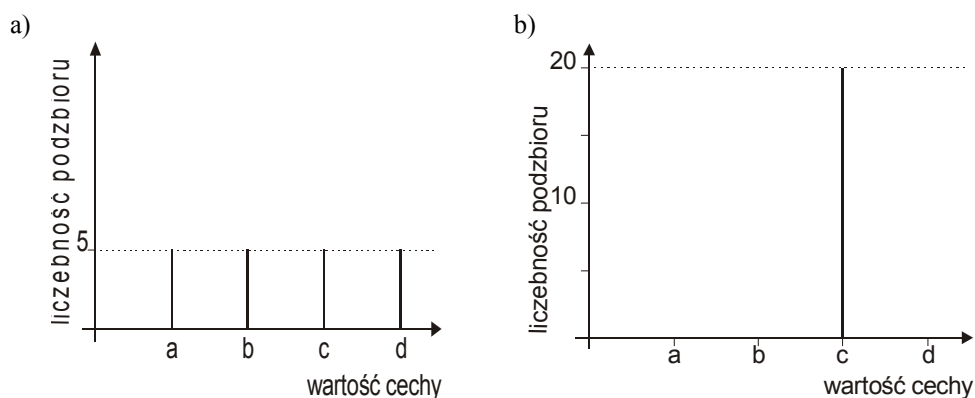 a)
liczebność podzbioru
5
a b c d
wartość cechy
b)
liczebność podzbioru
20
10
a b c d
wartość cechy